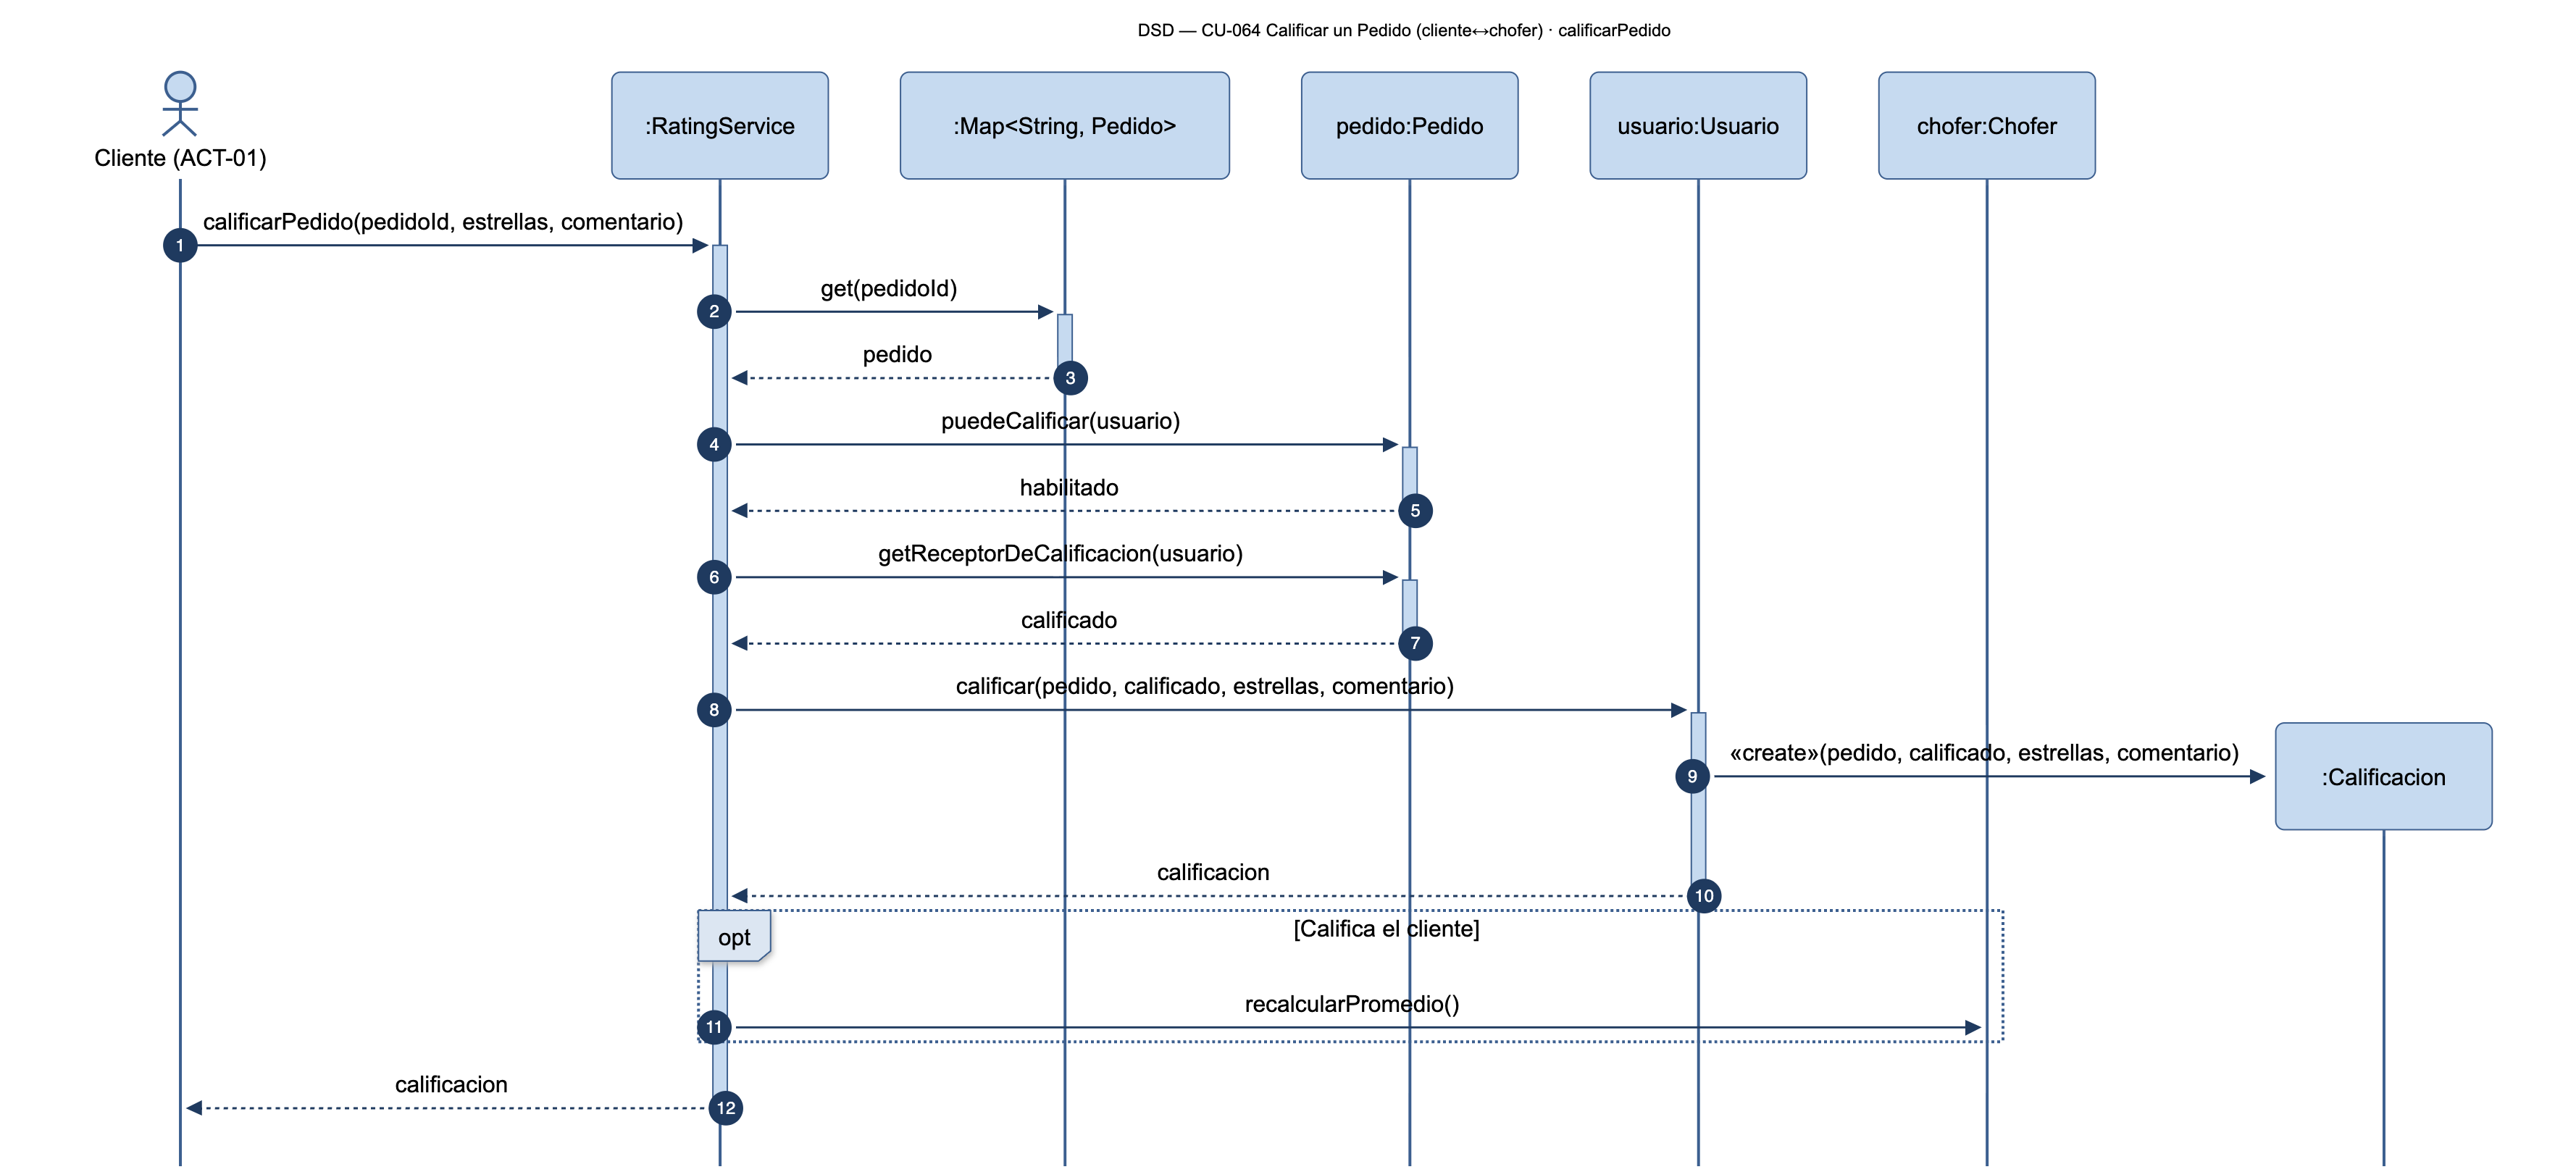 DSD — CU-064 Calificar un Pedido (cliente↔chofer) · calificarPedido
Cliente (ACT-01)
:RatingService
:Map<String, Pedido>
pedido:Pedido
usuario:Usuario
chofer:Chofer
calificarPedido(pedidoId, estrellas, comentario)
1
get(pedidoId)
2
pedido
3
puedeCalificar(usuario)
4
habilitado
5
getReceptorDeCalificacion(usuario)
6
calificado
7
calificar(pedido, calificado, estrellas, comentario)
8
«create»(pedido, calificado, estrellas, comentario)
9
:Calificacion
calificacion
10
opt
[Califica el cliente]
recalcularPromedio()
11
calificacion
12